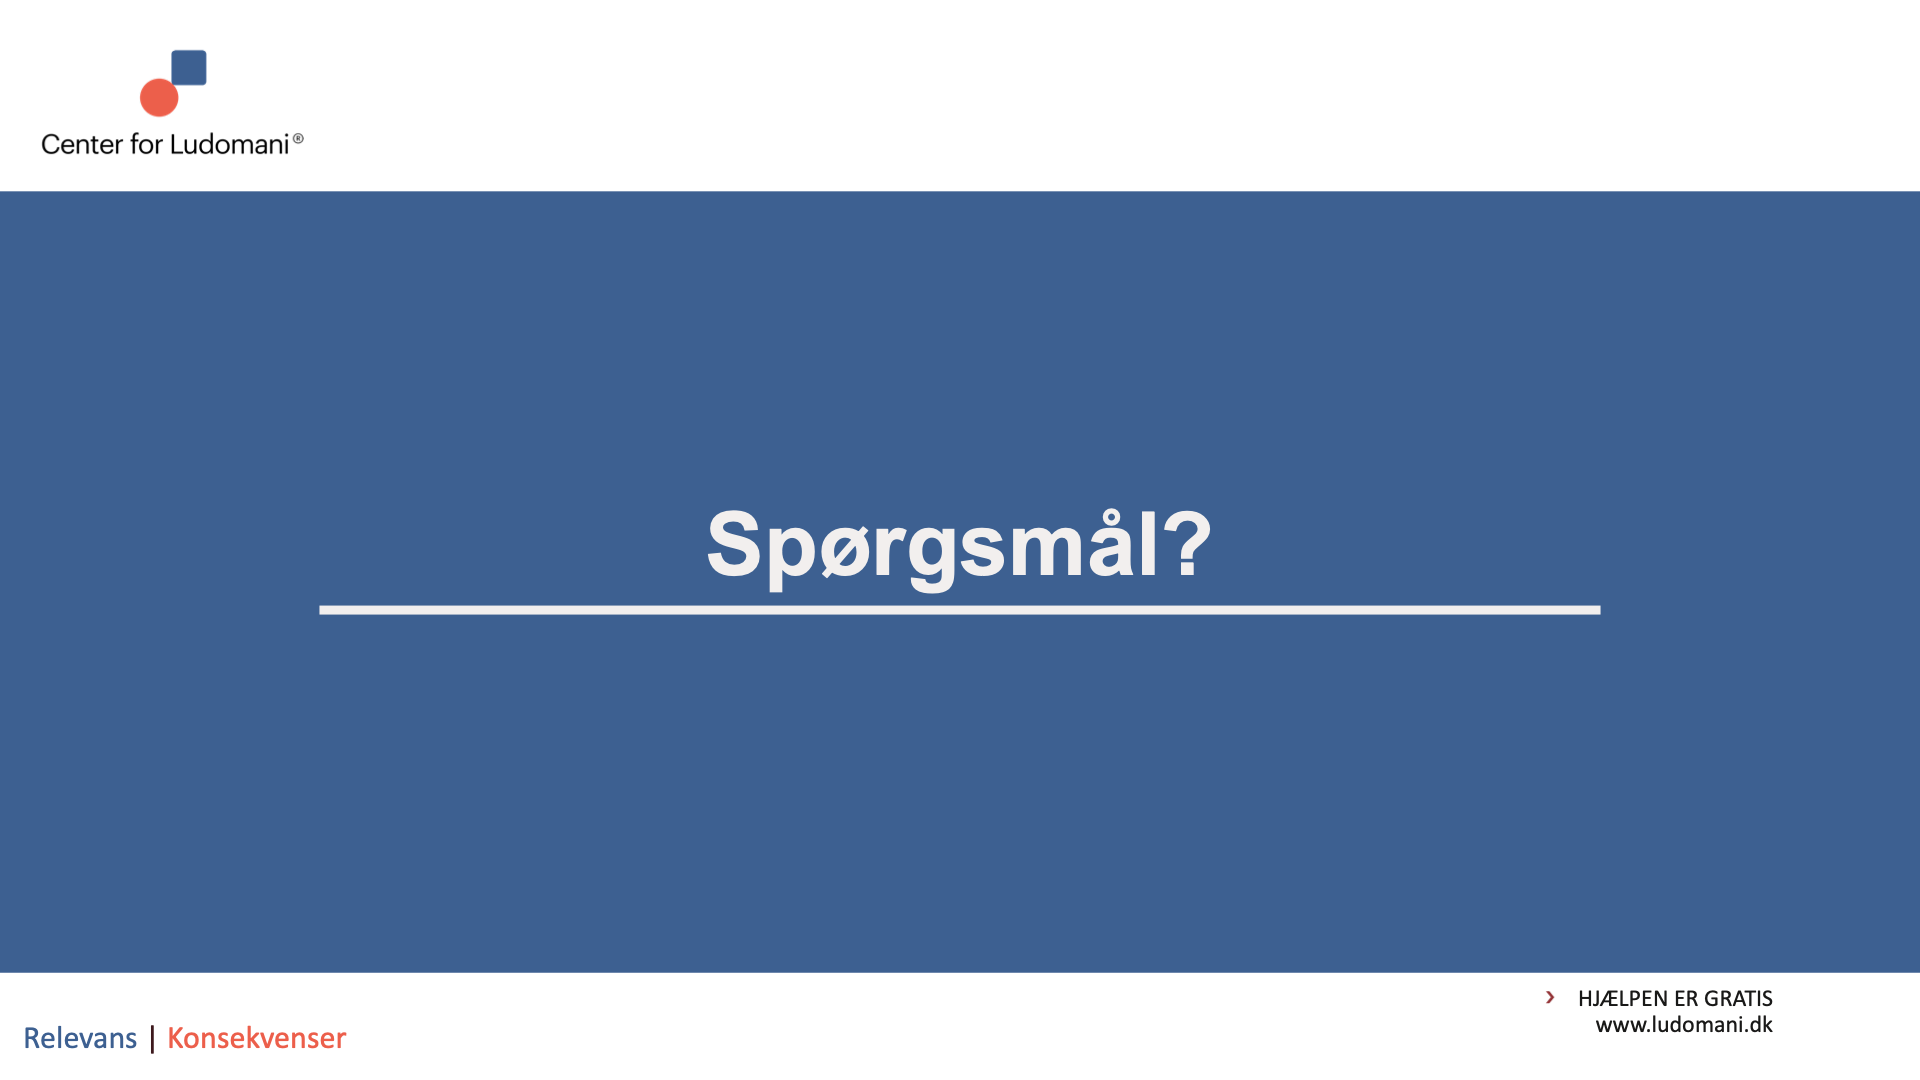 Center for Ludomani®
Spørgsmål?
› HJÆLPEN ER GRATIS
www.ludomani.dk
Relevans | Konsekvenser